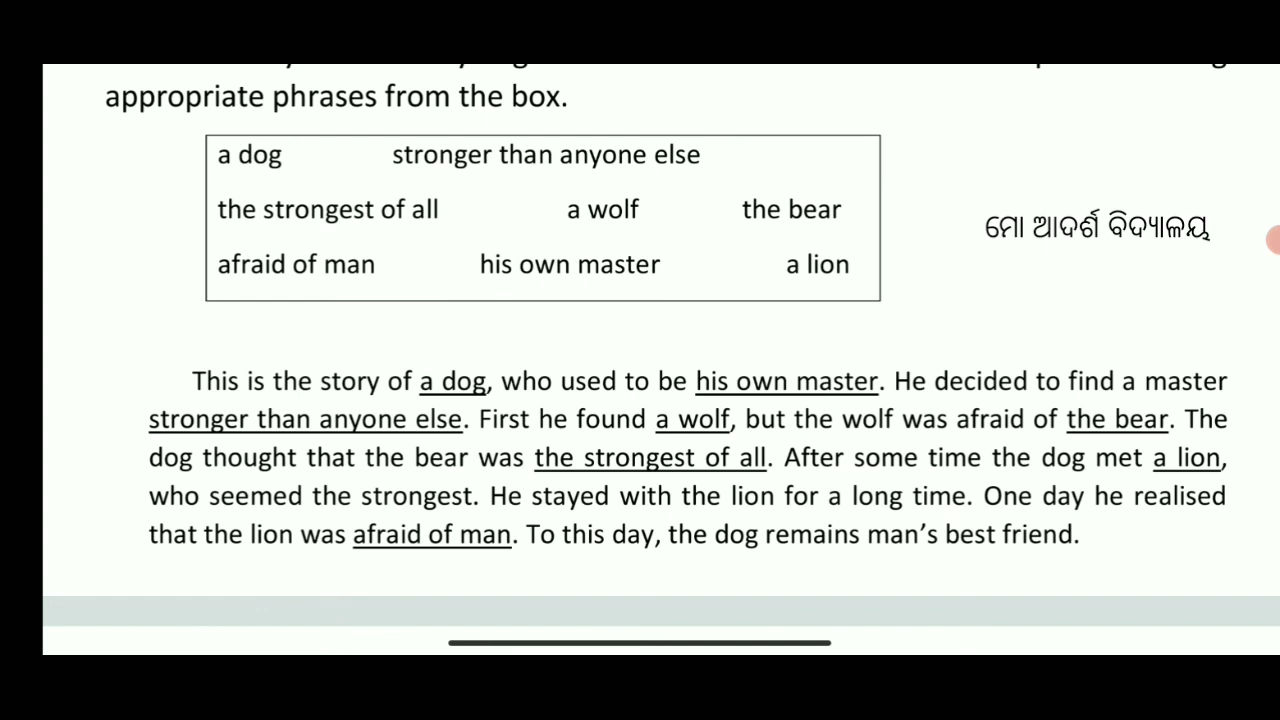 appropriate phrases from the box.
a dog stronger than anyone else
the strongest of all a wolf the bear
ମୋ ଆଦର୍ଶ ବିଦ୍ୟାଳୟ
afraid of man his own master a lion
This is the story of a dog, who used to be his own master. He decided to find a master
stronger than anyone else. First he found a wolf, but the wolf was afraid of the bear. The
dog thought that the bear was the strongest of all. After some time the dog met a lion,
who seemed the strongest. He stayed with the lion for a long time. One day he realised
that the lion was afraid of man. To this day, the dog remains man’s best friend.